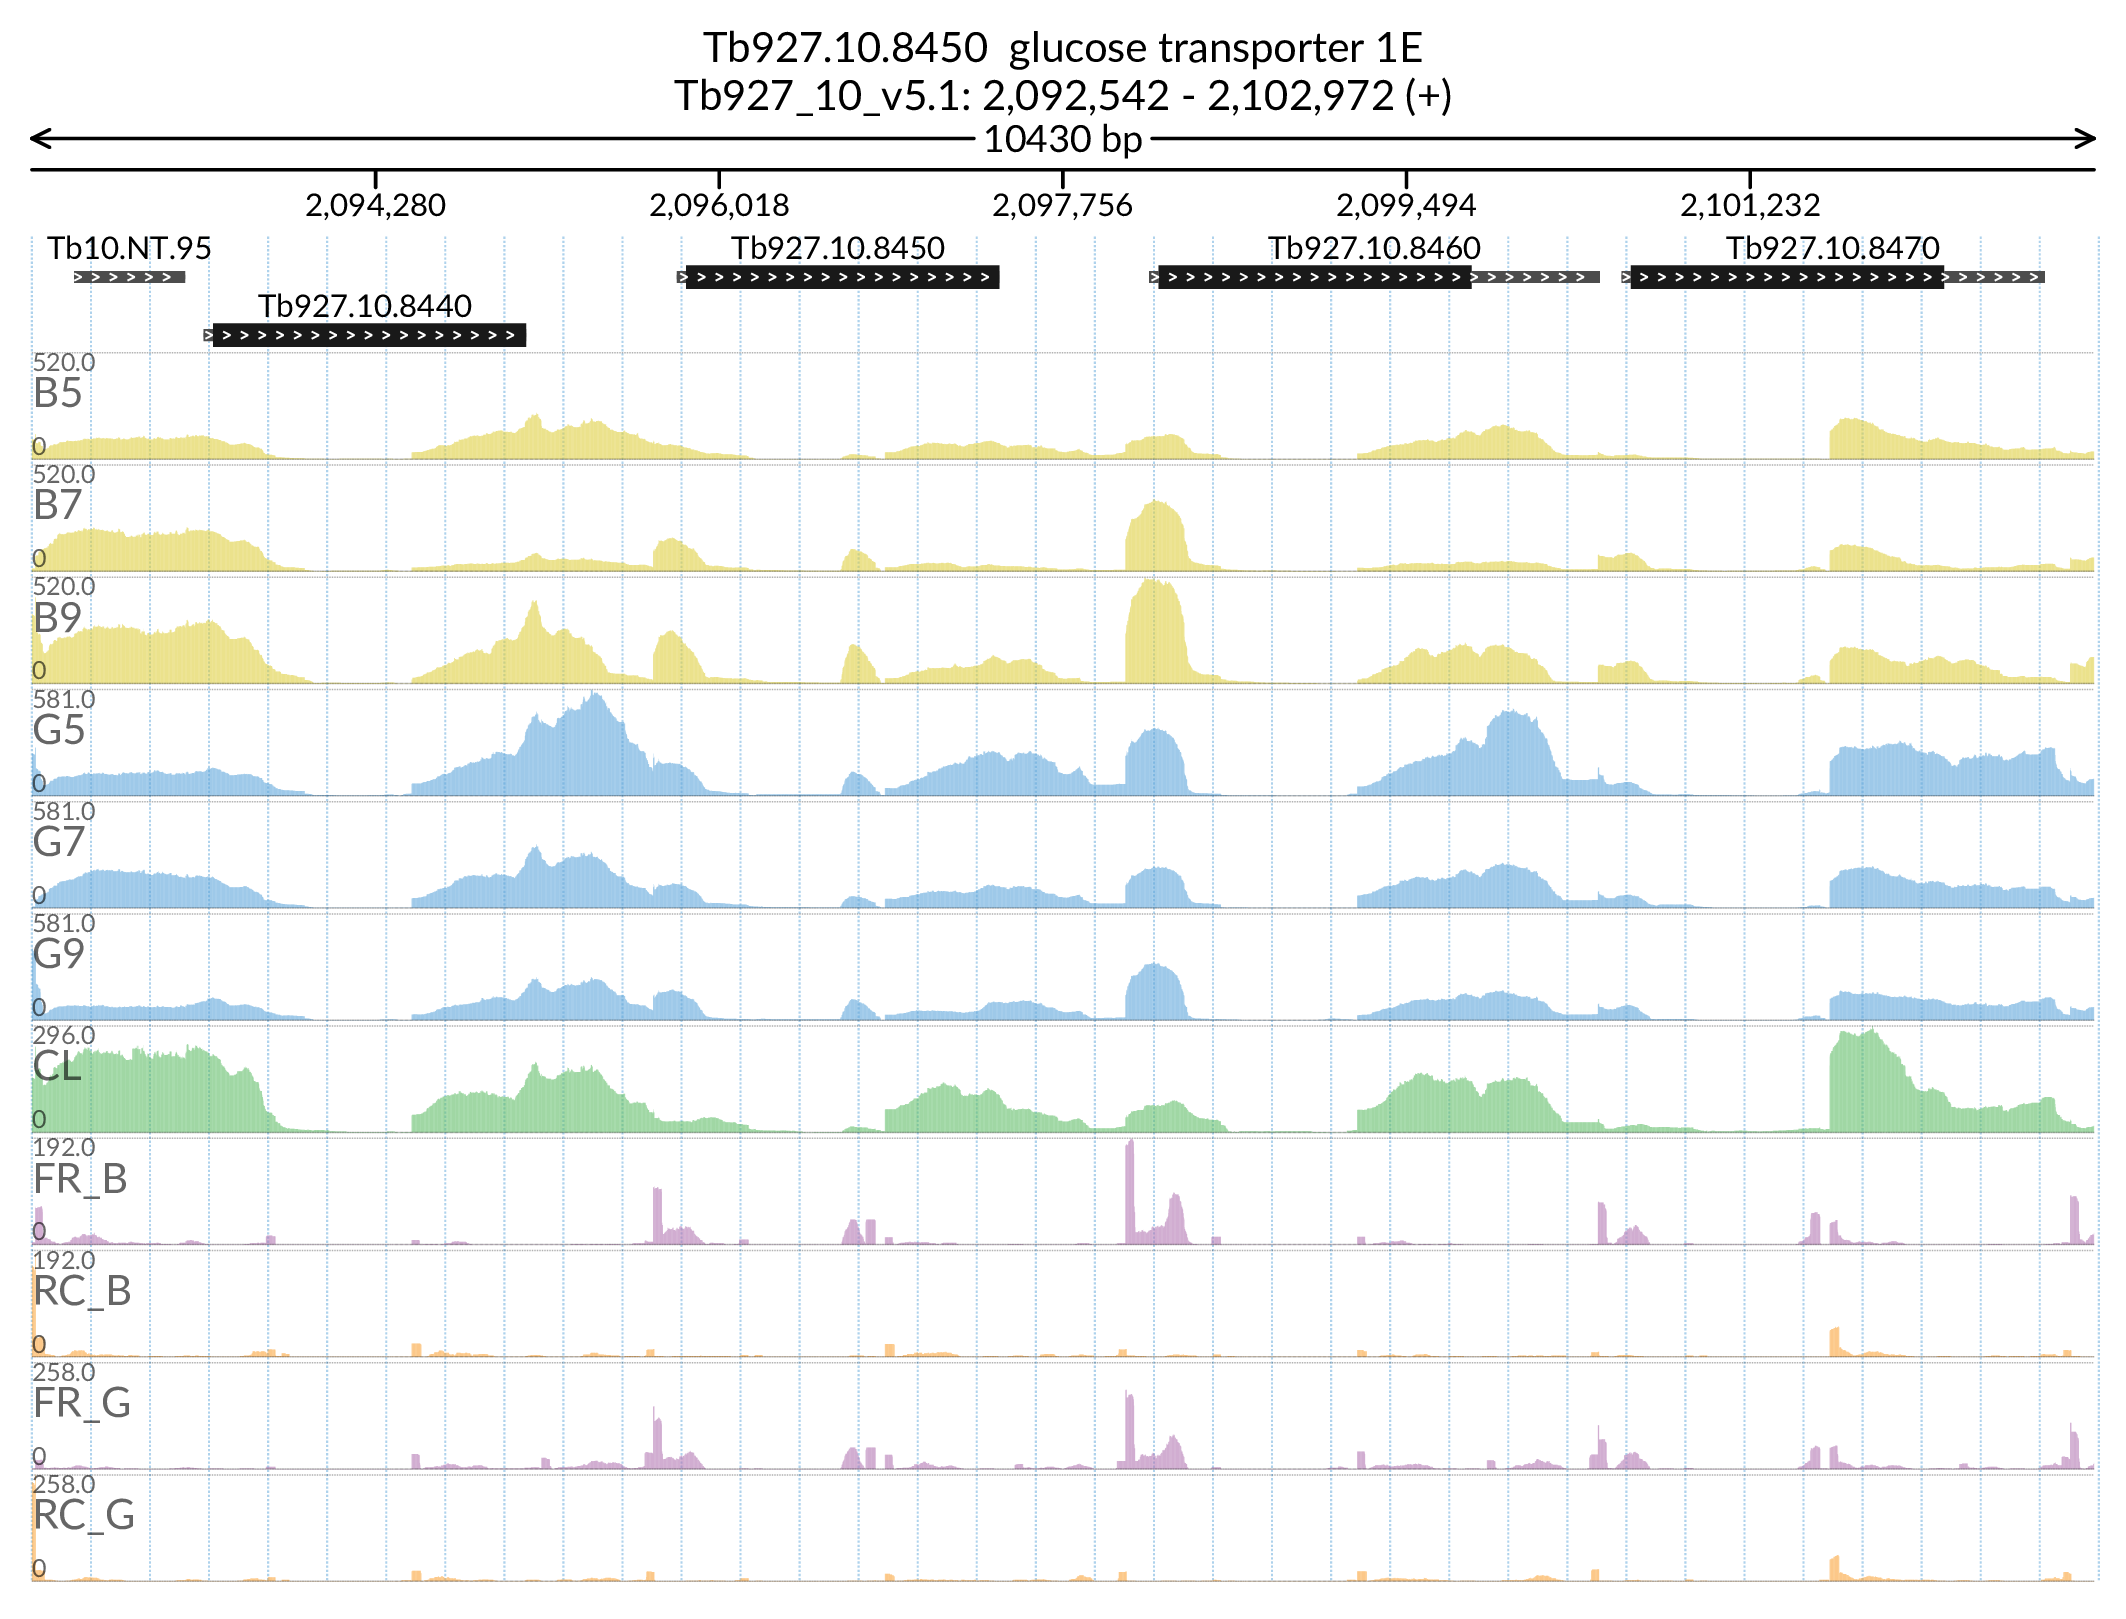 Tb927.10.8450 glucose transporter 1E
Tb927_10_v5.1: 2,092,542 - 2,102,972 (+)
10430 bp
2,094,280 2,096,018 2,097,756 2,099,494 2,101,232
Tb10.NT.95 Tb927.10.8450 Tb927.10.8460 Tb927.10.8470
Tb927.10.8440
520.0
B5
0
520.0
B7
0
520.0
B9
0
581.0
G5
0
581.0
G7
0
581.0
G9
0
296.0
CL
0
192.0
FR_B
0
192.0
RC_B
0
258.0
FR_G
0
258.0
RC_G
0